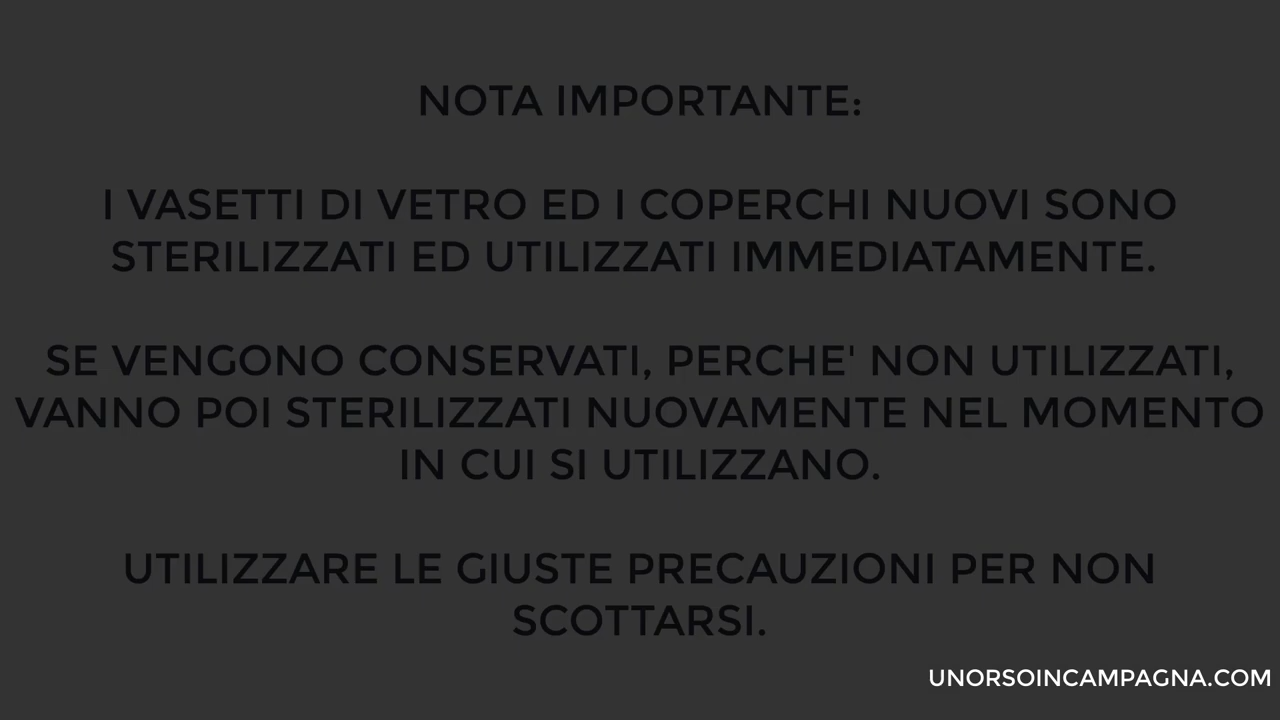 NOTA IMPORTANTE:
I VASETTI DI VETRO ED I COPERCHI NUOVI SONO
STERILIZZATI ED UTILIZZATI IMMEDIATAMENTE.
SE VENGONO CONSERVATI, PERCHE' NON UTILIZZATI,
VANNO POI STERILIZZATI NUOVAMENTE NEL MOMENTO
IN CUI SI UTILIZZANO.
UTILIZZARE LE GIUSTE PRECAUZIONI PER NON
SCOTTARSI.
UNORSOINCAMPAGNA.COM